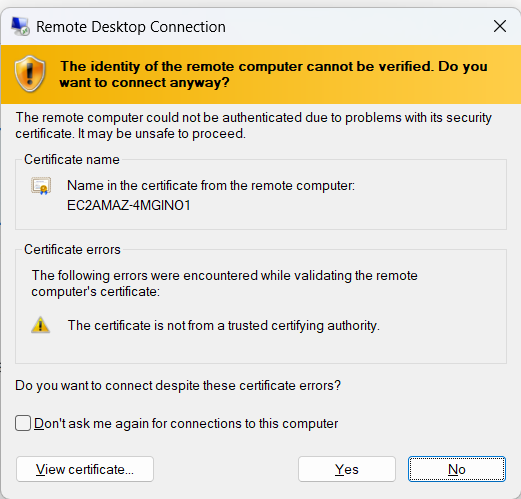 Remote Desktop Connection
The identity of the remote computer cannot be verified. Do you
want to connect anyway?
The remote computer could not be authenticated due to problems with its security
certificate. It may be unsafe to proceed.
Certificate name
Name in the certificate from the remote computer:
EC2AMAZ-4MGINO1
Certificate errors
The following errors were encountered while validating the remote
computer's certificate:
The certificate is not from a trusted certifying authority.
Do you want to connect despite these certificate errors?
Don't ask me again for connections to this computer
View certificate...
Yes
No